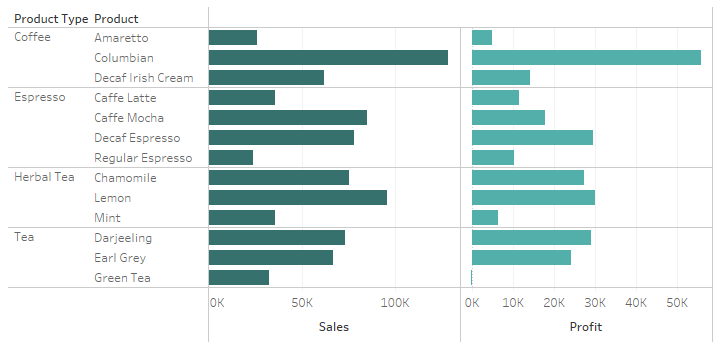 Product Type Product
Coffee Amaretto
Columbian
Decaf Irish Cream
Espresso Caffe Latte
Caffe Mocha
Decaf Espresso
Regular Espresso
Herbal Tea Chamomile
Lemon
Mint
Tea Darjeeling
Earl Grey
Green Tea
0K 50K 100K 0K 10K 20K 30K 40K 50K
Sales Profit